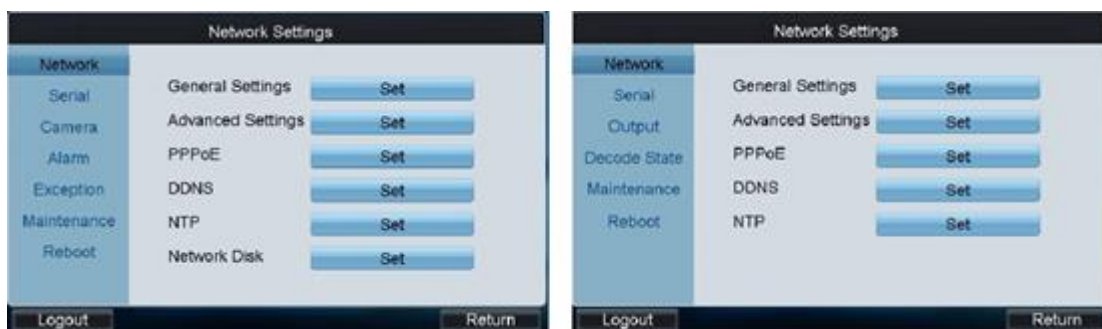 Network Settings
Network
Serial
Camera
Alarm
Exception
Maintenance
Reboot
General Settings Set
Advanced Settings Set
PPPoE Set
DDNS Set
NTP Set
Network Disk Set
Logout Return
Network Settings
Network
Serial
Output
Decode State
Maintenance
Reboot
General Settings Set
Advanced Settings Set
PPPoE Set
DDNS Set
NTP Set
Logout Return